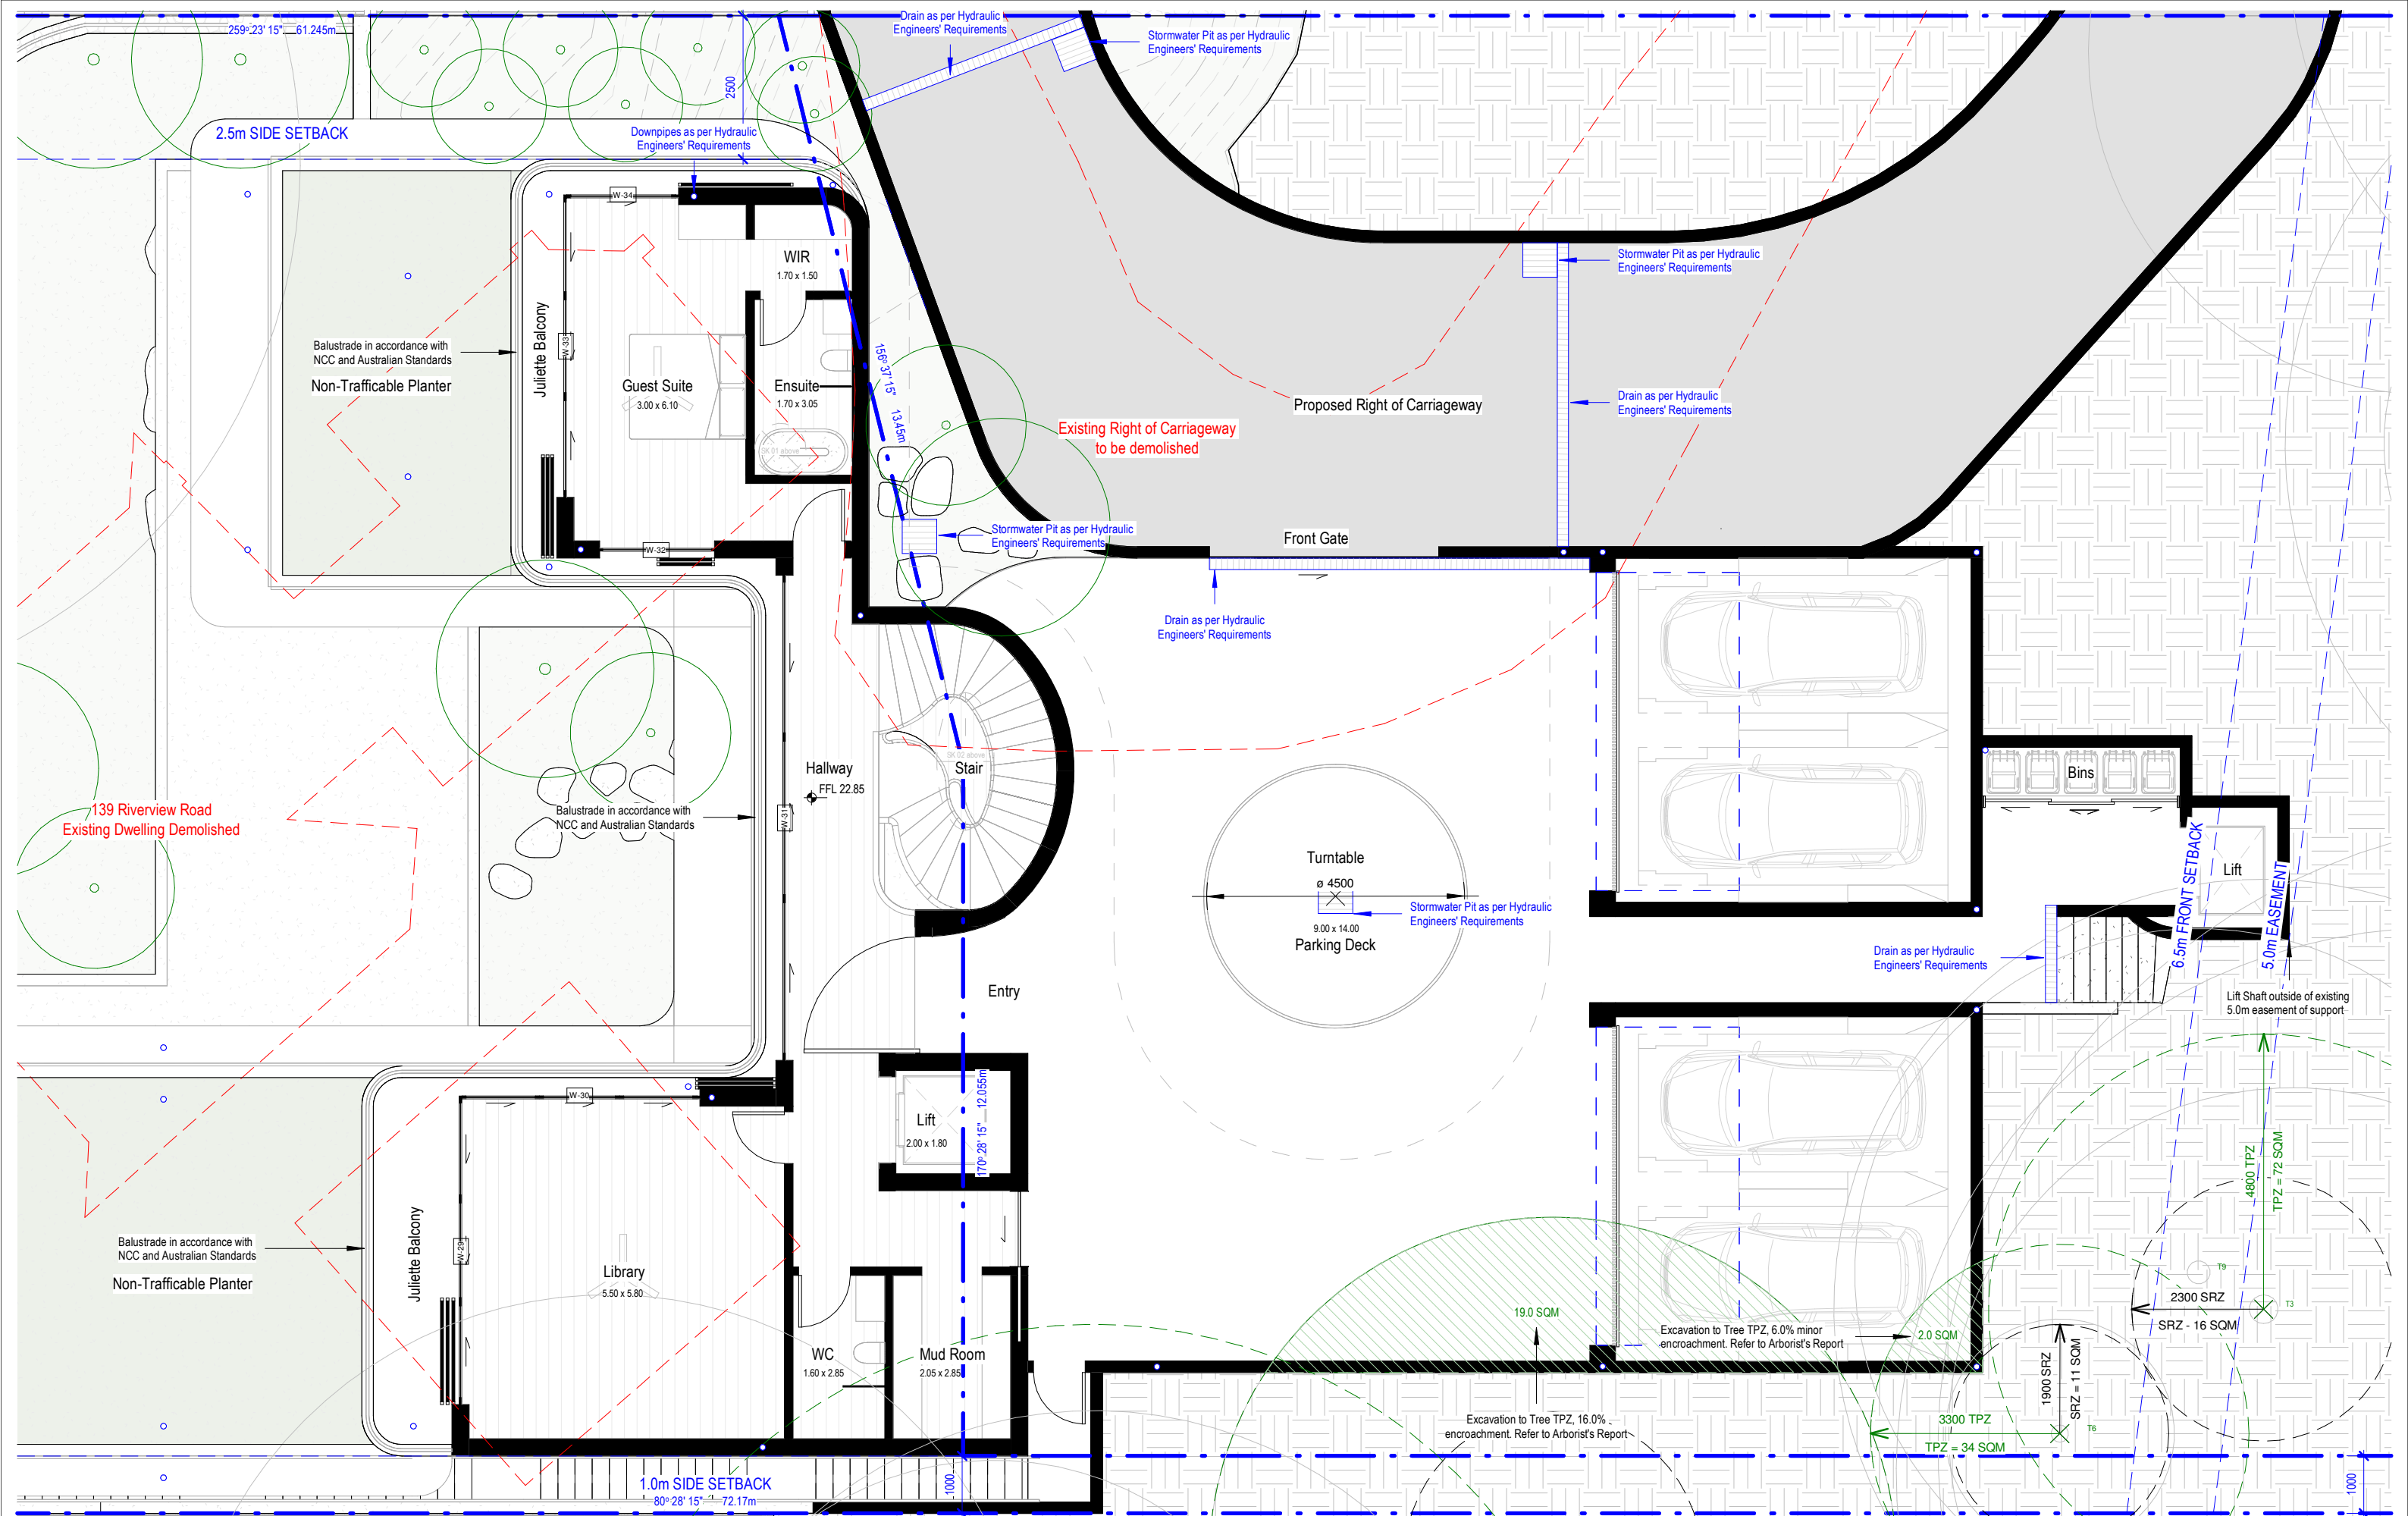 259º 23' 15" 61.245m
Drain as per Hydraulic
Engineers' Requirements
Stormwater Pit as per Hydraulic
Engineers' Requirements
2500
2.5m SIDE SETBACK
Downpipes as per Hydraulic
Engineers' Requirements
W-34
WIR
1.70 x 1.50
Stormwater Pit as per Hydraulic
Engineers' Requirements
Balustrade in accordance with
NCC and Australian Standards
Non-Trafficable Planter
Juliette Balcony
W-33
Guest Suite
3.00 x 6.10
Ensuite
1.70 x 3.05
SK 01 above
156º 37' 15" 13.45m
Proposed Right of Carriageway
Drain as per Hydraulic
Engineers' Requirements
Existing Right of Carriageway
to be demolished
Stormwater Pit as per Hydraulic
Engineers' Requirements
Front Gate
W-32
Drain as per Hydraulic
Engineers' Requirements
Hallway
FFL 22.85
SK 02 above
Stair
Bins
139 Riverview Road
Existing Dwelling Demolished
Balustrade in accordance with
NCC and Australian Standards
W-31
Turntable
ø 4500
Stormwater Pit as per Hydraulic
Engineers' Requirements
9.00 x 14.00
Parking Deck
Lift
6.5m FRONT SETBACK
5.0m EASEMENT
Drain as per Hydraulic
Engineers' Requirements
Entry
Lift Shaft outside of existing
5.0m easement of support
W-30
Lift
2.00 x 1.80
170º 28' 15" 12.055m
4800 TPZ
TPZ = 72 SQM
Balustrade in accordance with
NCC and Australian Standards
Non-Trafficable Planter
Juliette Balcony
W-29
Library
5.50 x 5.80
WC
1.60 x 2.85
Mud Room
2.05 x 2.85
19.0 SQM
Excavation to Tree TPZ, 6.0% minor
encroachment. Refer to Arborist's Report
2.0 SQM
T9
2300 SRZ
SRZ - 16 SQM
T3
1900 SRZ
SRZ = 11 SQM
Excavation to Tree TPZ, 16.0%
encroachment. Refer to Arborist's Report
3300 TPZ
TPZ = 34 SQM
T6
1.0m SIDE SETBACK
80º 28' 15" 72.17m
1000
1000